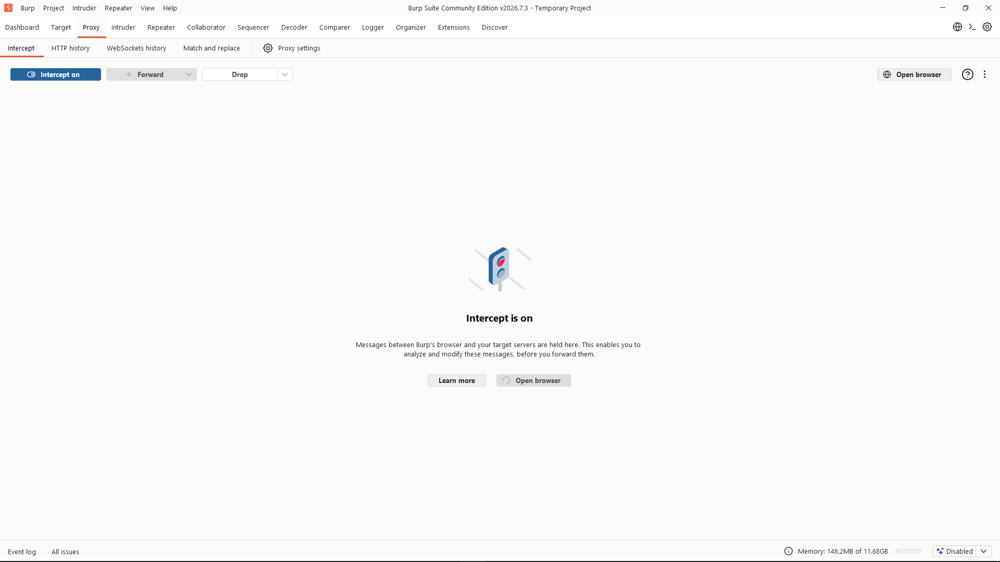 Burp Project Intruder Repeater View Help Burp Suite Community Edition v2026.7.3 - Temporary Project
Dashboard Target Proxy Intruder Repeater Collaborator Sequencer Decoder Comparer Logger Organizer Extensions Discover
Intercept HTTP history WebSockets history Match and replace Proxy settings
Intercept on Forward Drop Open browser
Intercept is on
Messages between Burp's browser and your target servers are held here. This enables you to
analyze and modify these messages, before you forward them.
Learn more Open browser
Event log All issues Memory: 148.2MB of 11.68GB Disabled